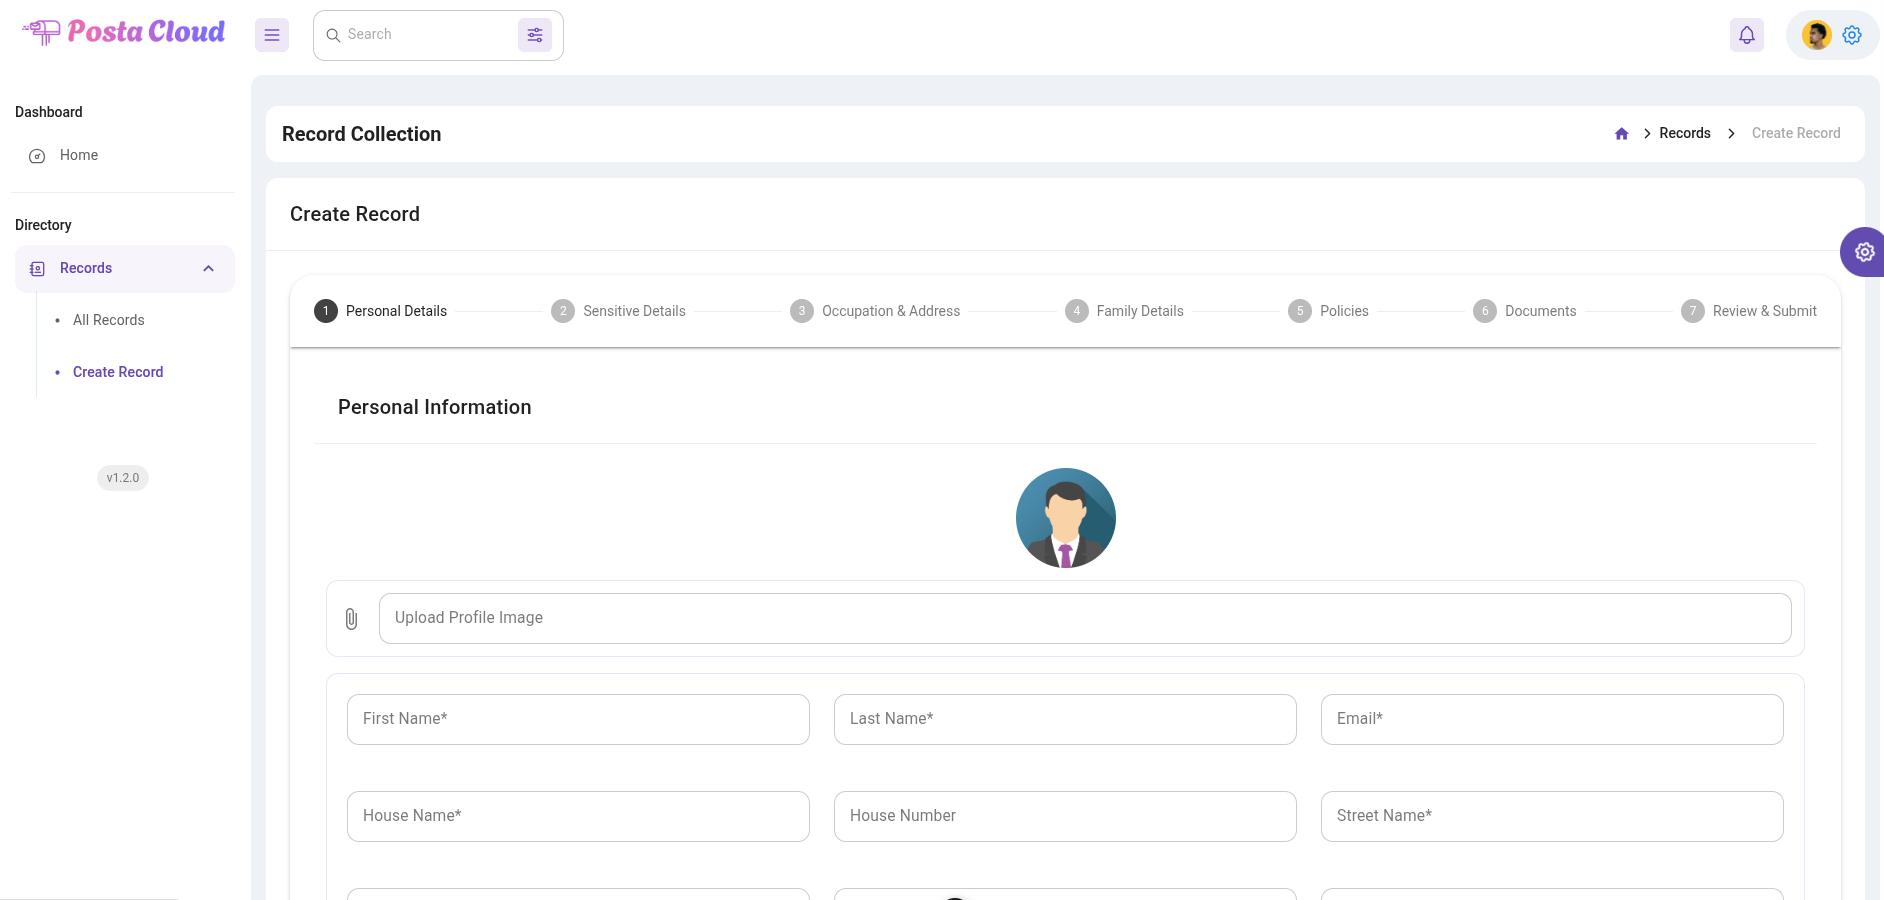 Posta Cloud
Search
Dashboard
Home
Directory
Records
All Records
Create Record
v1.2.0
Record Collection
Records
Create Record
Create Record
1 Personal Details
2 Sensitive Details
3 Occupation & Address
4 Family Details
5 Policies
6 Documents
7 Review & Submit
Personal Information
Upload Profile Image
First Name*
Last Name*
Email*
House Name*
House Number
Street Name*